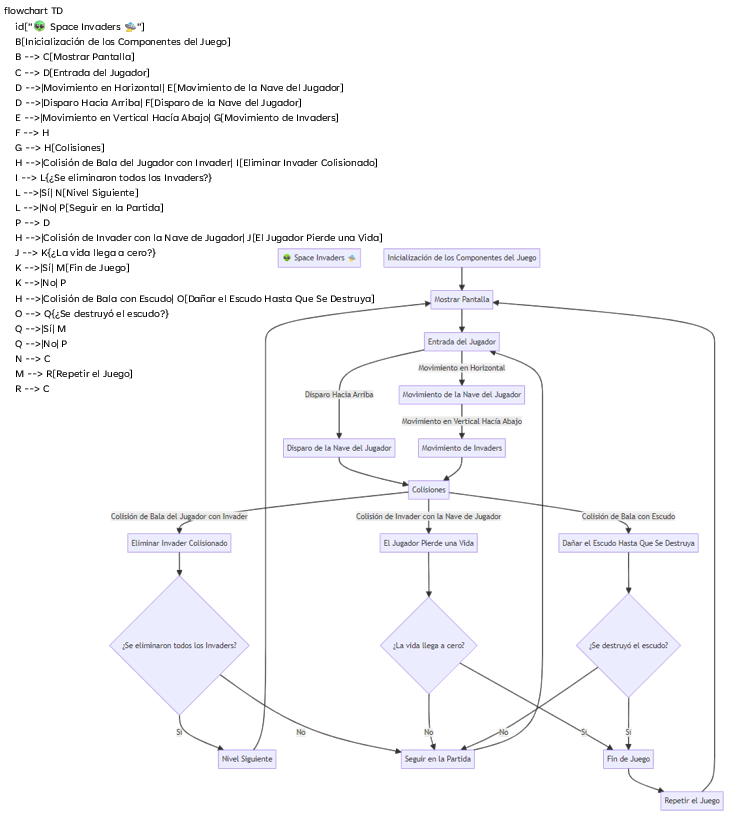 flowchart TD
id["👽 Space Invaders 🛸"]
B[Inicialización de los Componentes del Juego]
B --> C[Mostrar Pantalla]
C --> D[Entrada del Jugador]
D -->|Movimiento en Horizontal| E[Movimiento de la Nave del Jugador]
D -->|Disparo Hacia Arriba| F[Disparo de la Nave del Jugador]
E -->|Movimiento en Vertical Hacía Abajo| G[Movimiento de Invaders]
F --> H
G --> H[Colisiones]
H -->|Colisión de Bala del Jugador con Invader| I[Eliminar Invader Colisionado]
I --> L{¿Se eliminaron todos los Invaders?}
L -->|Sí| N[Nivel Siguiente]
L -->|No| P[Seguir en la Partida]
P --> D
H -->|Colisión de Invader con la Nave de Jugador| J[El Jugador Pierde una Vida]
J --> K{¿La vida llega a cero?}
K -->|Sí| M[Fin de Juego]
K -->|No| P
H -->|Colisión de Bala con Escudo| O[Dañar el Escudo Hasta Que Se Destruya]
O --> Q{¿Se destruyó el escudo?}
Q -->|Sí| M
Q -->|No| P
N --> C
M --> R[Repetir el Juego]
R --> C
👽 Space Invaders 🛸
Inicialización de los Componentes del Juego
Mostrar Pantalla
Entrada del Jugador
Movimiento en Horizontal
Disparo Hacia Arriba
Movimiento de la Nave del Jugador
Movimiento en Vertical Hacía Abajo
Disparo de la Nave del Jugador
Movimiento de Invaders
Colisiones
Colisión de Bala del Jugador con Invader
Colisión de Invader con la Nave de Jugador
Colisión de Bala con Escudo
Eliminar Invader Colisionado
El Jugador Pierde una Vida
Dañar el Escudo Hasta Que Se Destruya
¿Se eliminaron todos los Invaders?
¿La vida llega a cero?
¿Se destruyó el escudo?
Sí
No
No
No
Sí
Sí
Nivel Siguiente
Seguir en la Partida
Fin de Juego
Repetir el Juego